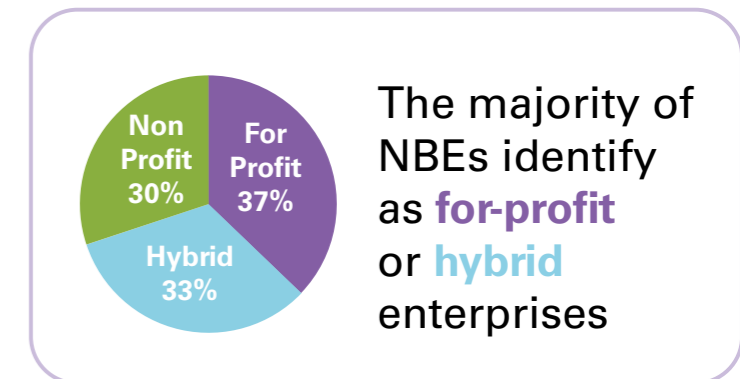 Non
Profit
30%
For
Profit
37%
Hybrid
33%
The majority of
NBEs identify
as for-profit
or hybrid
enterprises